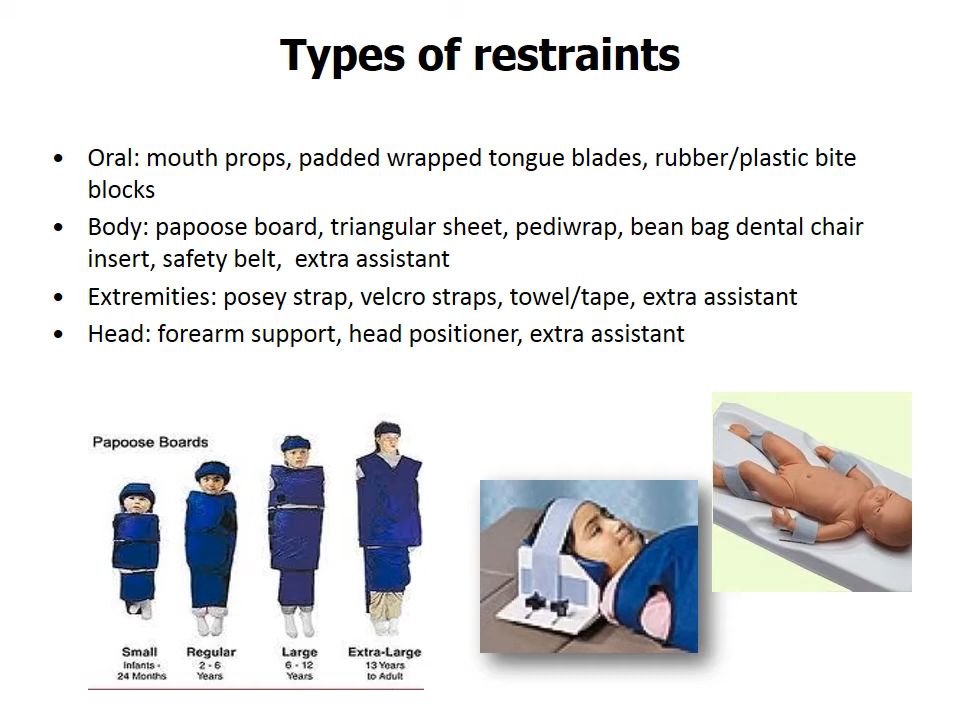 Types of restraints
• Oral: mouth props, padded wrapped tongue blades, rubber/plastic bite
blocks
• Body: papoose board, triangular sheet, pediwrap, bean bag dental chair
insert, safety belt,  extra assistant
• Extremities: posey strap, velcro straps, towel/tape, extra assistant
• Head: forearm support, head positioner, extra assistant
Papoose Boards
Small Regular Large Extra-Large
Infants - 2 - 6 6 - 12 13 Years
24 Months Years Years to Adult